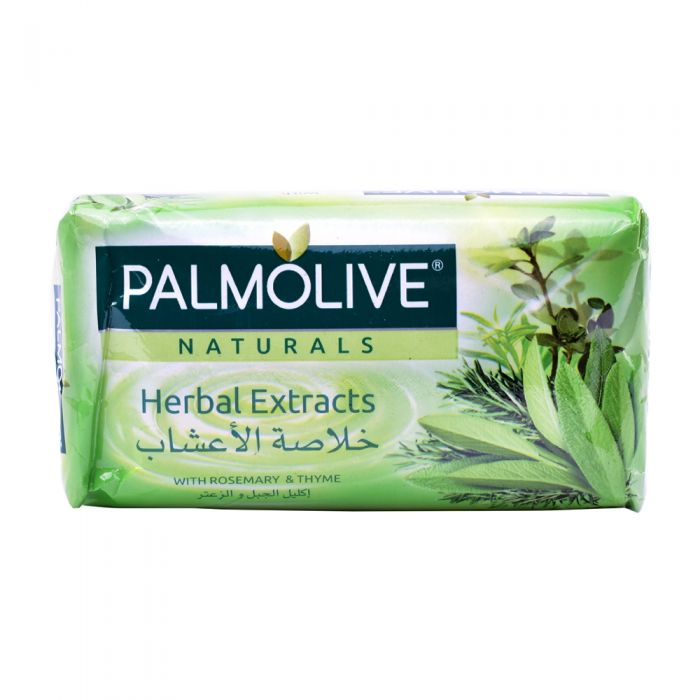 PALMOLIVE®
NATURALS
Herbal Extracts
خلاصة الأعشاب
WITH ROSEMARY & THYME
إكليل الجبل و الزعتر